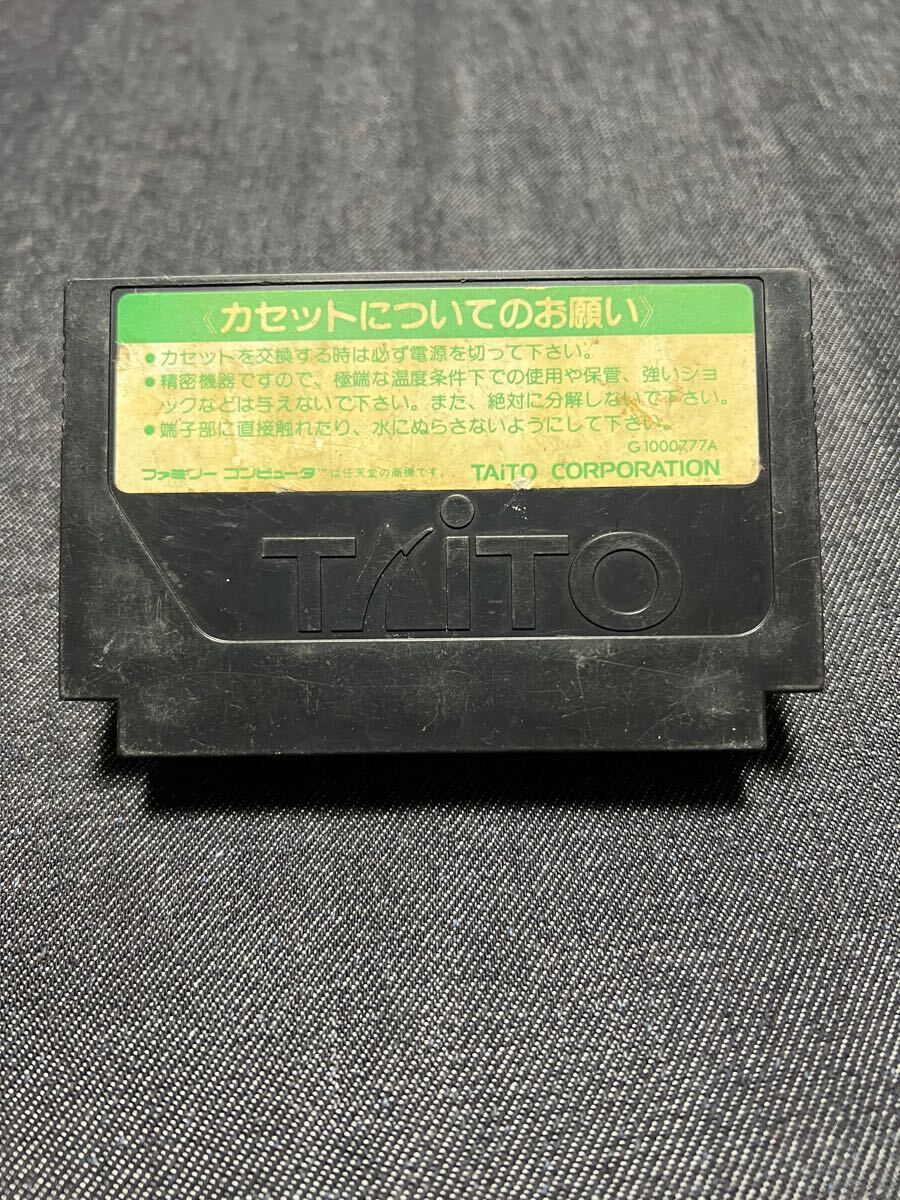 《カセットについてのお願い》
●カセットを交換する時は必ず電源を切って下さい。
●精密機器ですので、極端な温度条件下での使用や保管、強いショ
ックなどは与えないで下さい。また、絶対に分解しないで下さい。
●端子部に直接触れたり、水にぬらさないようにして下さい。
G1000777A
ファミリー コンピュータ™は任天堂の商標です。 TAiTO CORPORATION
TAiTO